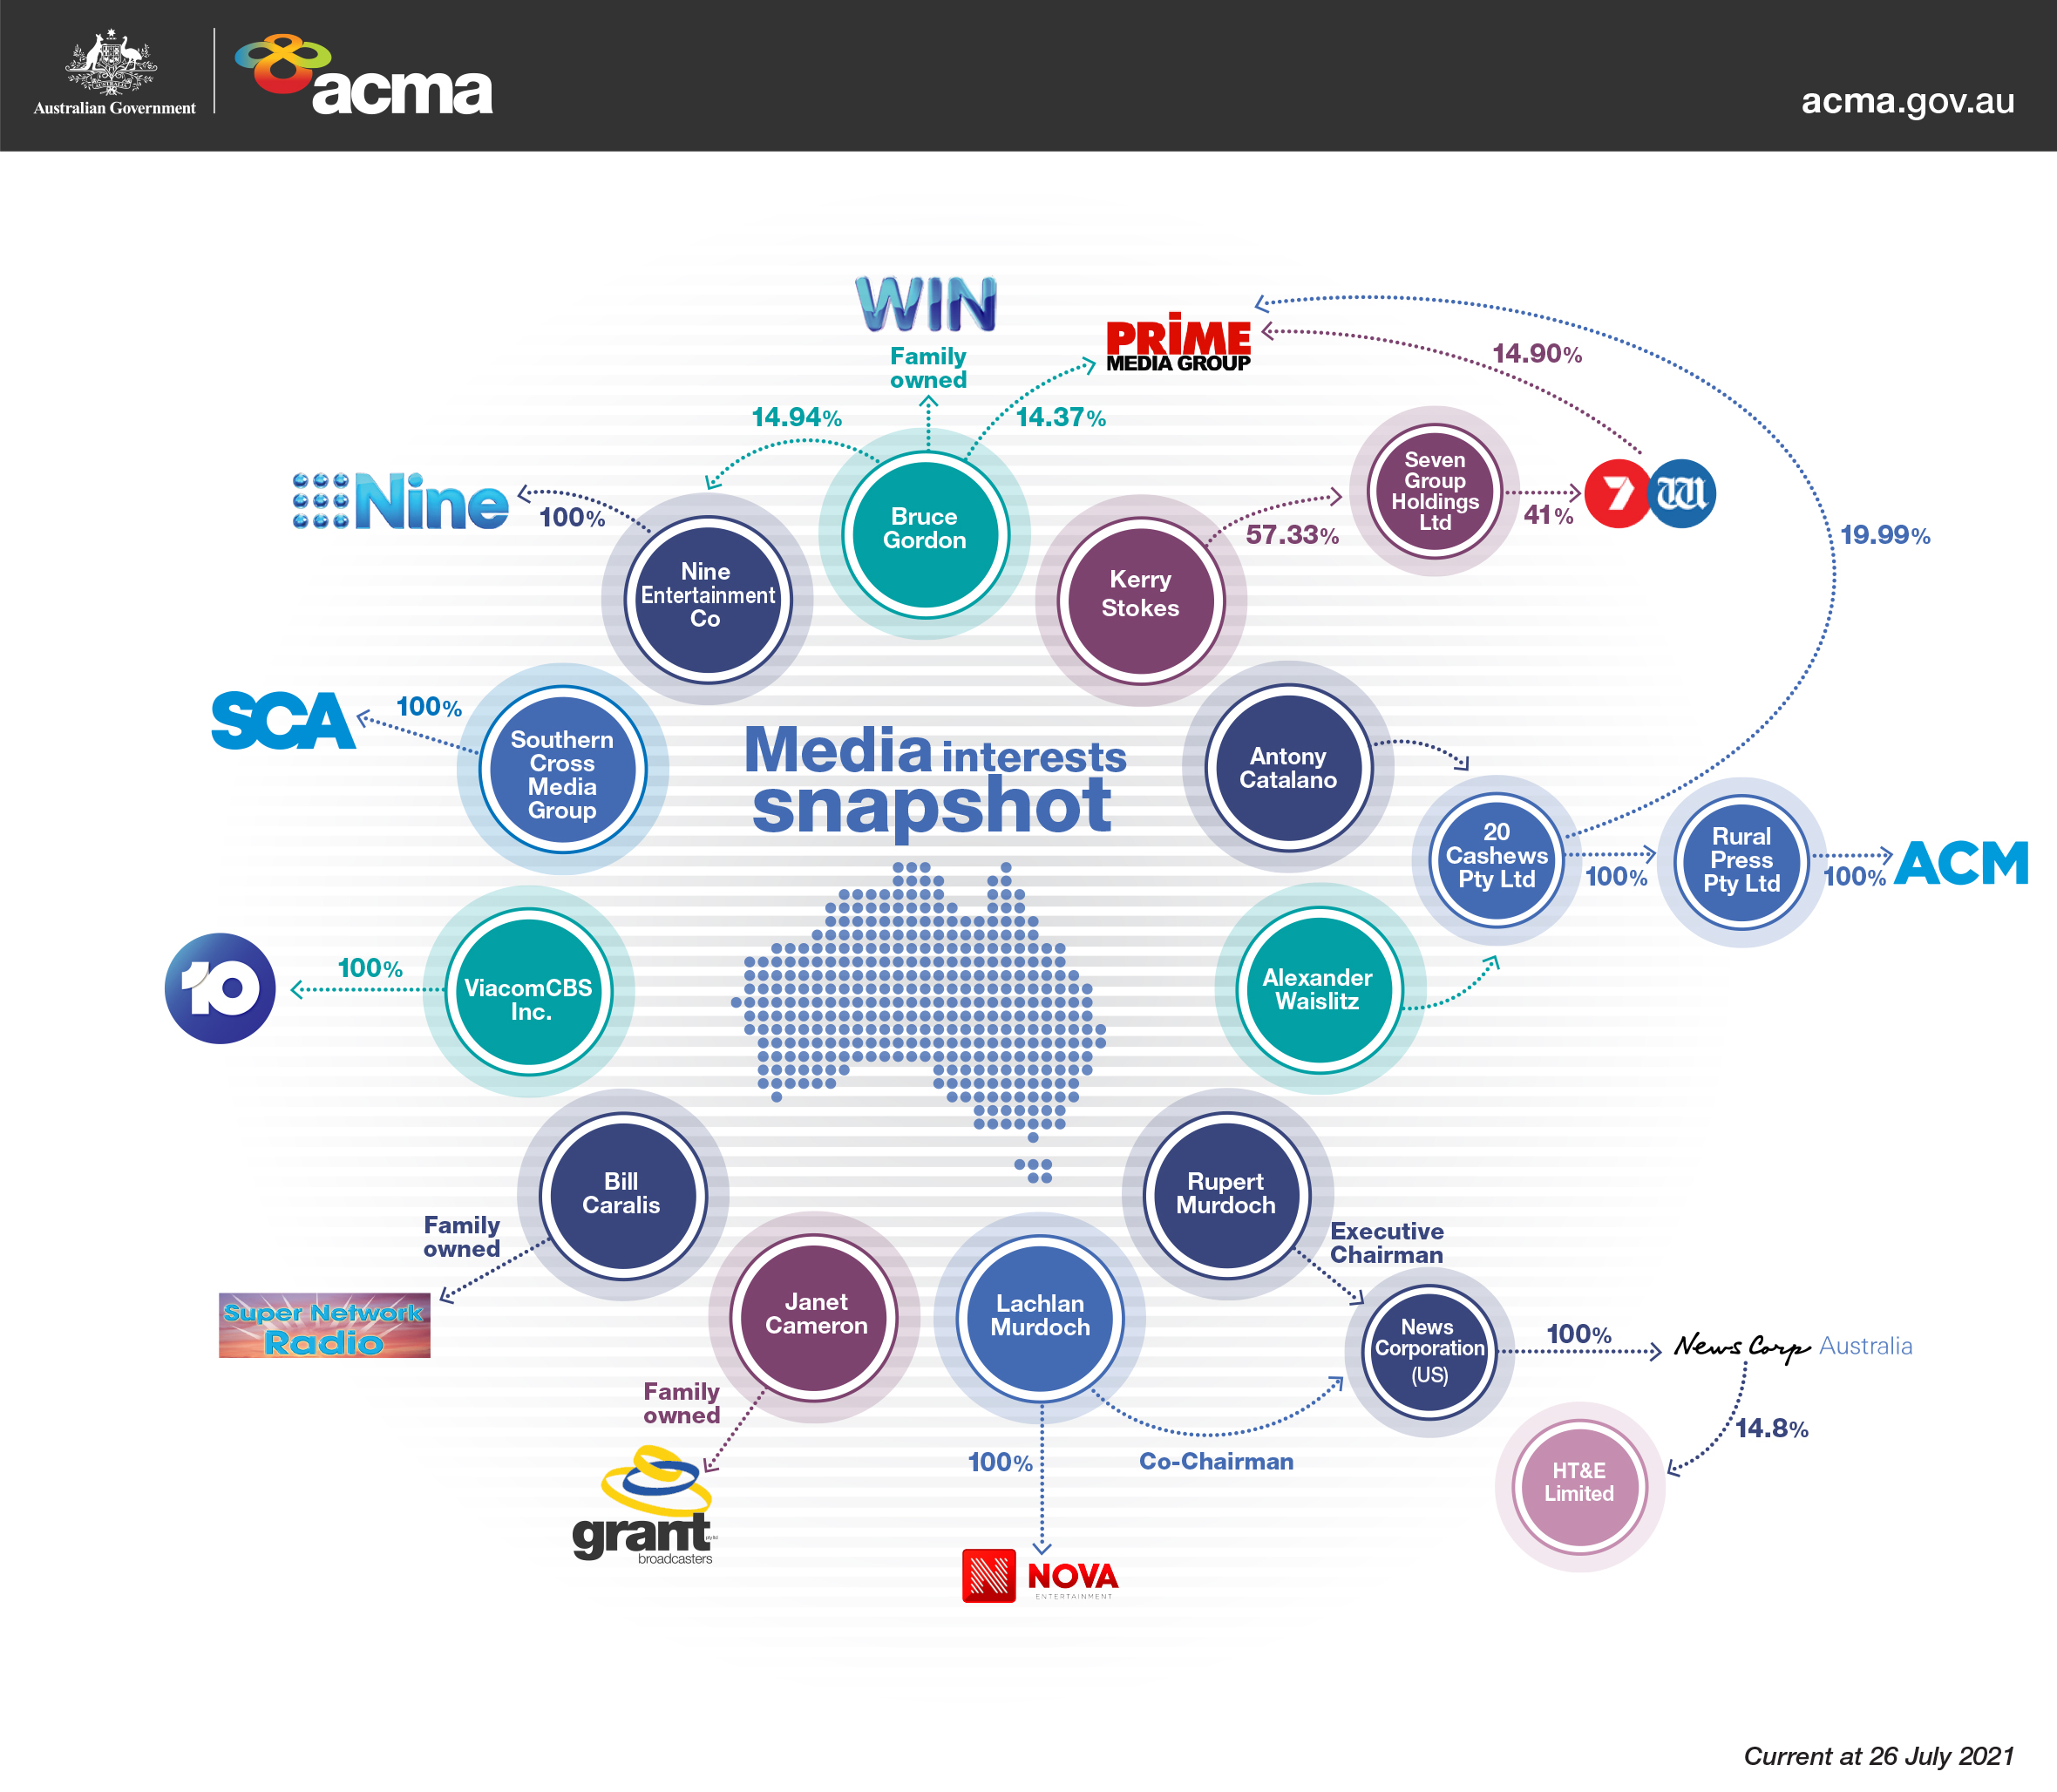 Australian Government
acma
acma.gov.au
WIN
Family
owned
PRiME
MEDIA GROUP
14.90%
14.94%
14.37%
Seven
Group
Holdings
Ltd
7
W
41%
Nine
100%
Bruce
Gordon
57.33%
19.99%
Nine
Entertainment
Co
Kerry
Stokes
SCA
100%
Southern
Cross
Media
Group
Media interests
snapshot
Antony
Catalano
20
Cashews
Pty Ltd
100%
Rural
Press
Pty Ltd
100%
ACM
10
100%
ViacomCBS
Inc.
Alexander
Waislitz
Bill
Caralis
Family
owned
Super Network
Radio
Rupert
Murdoch
Executive
Chairman
Janet
Cameron
Family
owned
Lachlan
Murdoch
News
Corporation
(US)
100%
News Corp Australia
14.8%
100%
Co-Chairman
HT&E
Limited
grant
pty ltd
broadcasters
N NOVA
ENTERTAINMENT
Current at 26 July 2021